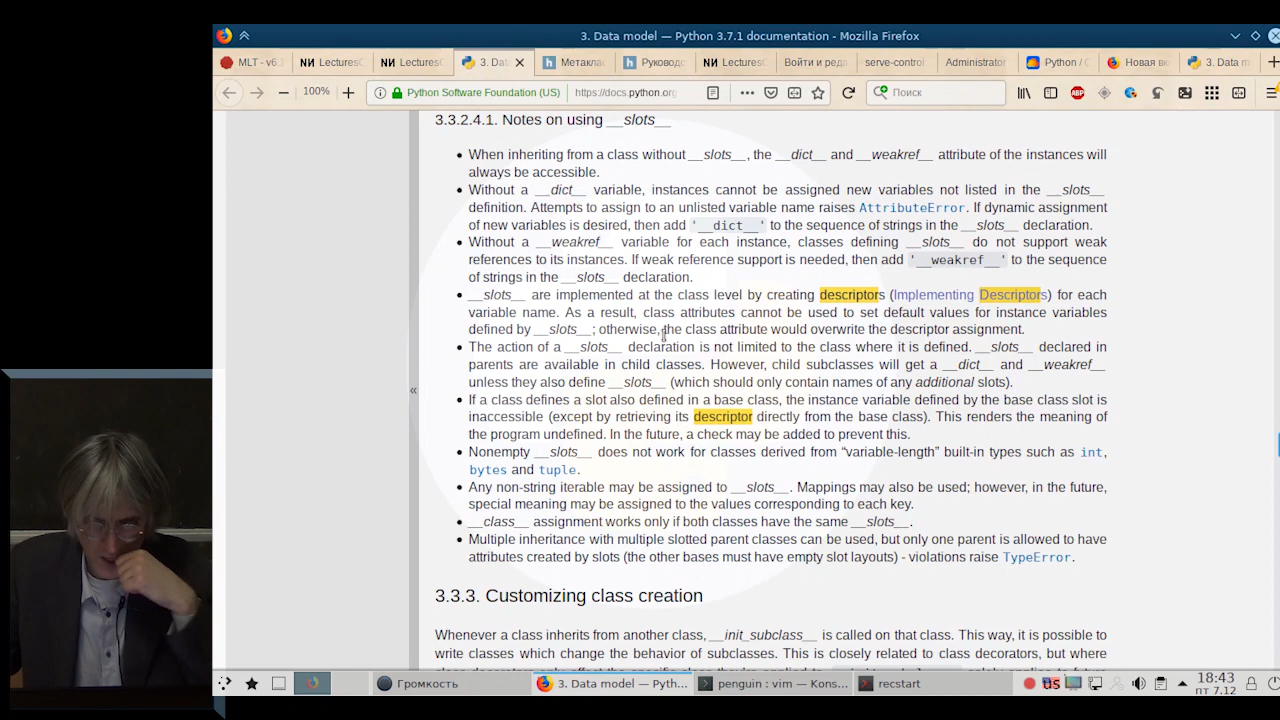 3. Data model — Python 3.7.1 documentation - Mozilla Firefox
MLT - v6.1
LecturesC
LecturesC
3. Dat
Метаклас
Руководс
LecturesC
Войти и реда
serve-control
Administrator
Python / C
Новая вк
3. Data m
100%
Python Software Foundation (US)
https://docs.python.org
Поиск
3.3.2.4.1. Notes on using __slots__
• When inheriting from a class without __slots__, the __dict__ and __weakref__ attribute of the instances will
always be accessible.
• Without a __dict__ variable, instances cannot be assigned new variables not listed in the __slots__
definition. Attempts to assign to an unlisted variable name raises AttributeError. If dynamic assignment
of new variables is desired, then add '__dict__' to the sequence of strings in the __slots__ declaration.
• Without a __weakref__ variable for each instance, classes defining __slots__ do not support weak
references to its instances. If weak reference support is needed, then add '__weakref__' to the sequence
of strings in the __slots__ declaration.
• __slots__ are implemented at the class level by creating descriptors (Implementing Descriptors) for each
variable name. As a result, class attributes cannot be used to set default values for instance variables
defined by __slots__; otherwise, the class attribute would overwrite the descriptor assignment.
• The action of a __slots__ declaration is not limited to the class where it is defined. __slots__ declared in
parents are available in child classes. However, child subclasses will get a __dict__ and __weakref__
unless they also define __slots__ (which should only contain names of any additional slots).
• If a class defines a slot also defined in a base class, the instance variable defined by the base class slot is
inaccessible (except by retrieving its descriptor directly from the base class). This renders the meaning of
the program undefined. In the future, a check may be added to prevent this.
• Nonempty __slots__ does not work for classes derived from “variable-length” built-in types such as int,
bytes and tuple.
• Any non-string iterable may be assigned to __slots__. Mappings may also be used; however, in the future,
special meaning may be assigned to the values corresponding to each key.
• __class__ assignment works only if both classes have the same __slots__.
• Multiple inheritance with multiple slotted parent classes can be used, but only one parent is allowed to have
attributes created by slots (the other bases must have empty slot layouts) - violations raise TypeError.
«
3.3.3. Customizing class creation
Whenever a class inherits from another class, __init_subclass__ is called on that class. This way, it is possible to
write classes which change the behavior of subclasses. This is closely related to class decorators, but where
Громкость
3. Data model — Pyth...
penguin : vim — Kons...
recstart
us
18:43
пт 7.12